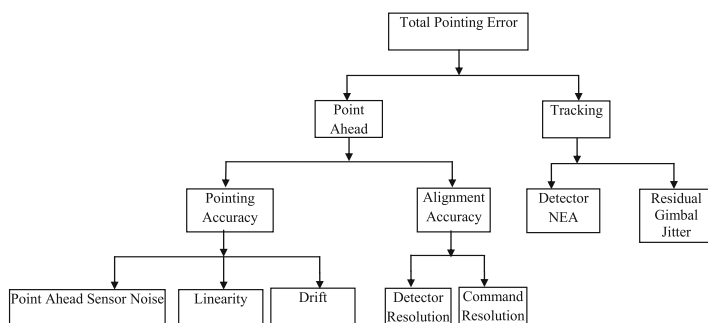 Total Pointing Error
Point
Ahead
Tracking
Pointing
Accuracy
Alignment
Accuracy
Detector
NEA
Residual
Gimbal
Jitter
Point Ahead Sensor Noise
Linearity
Drift
Detector
Resolution
Command
Resolution